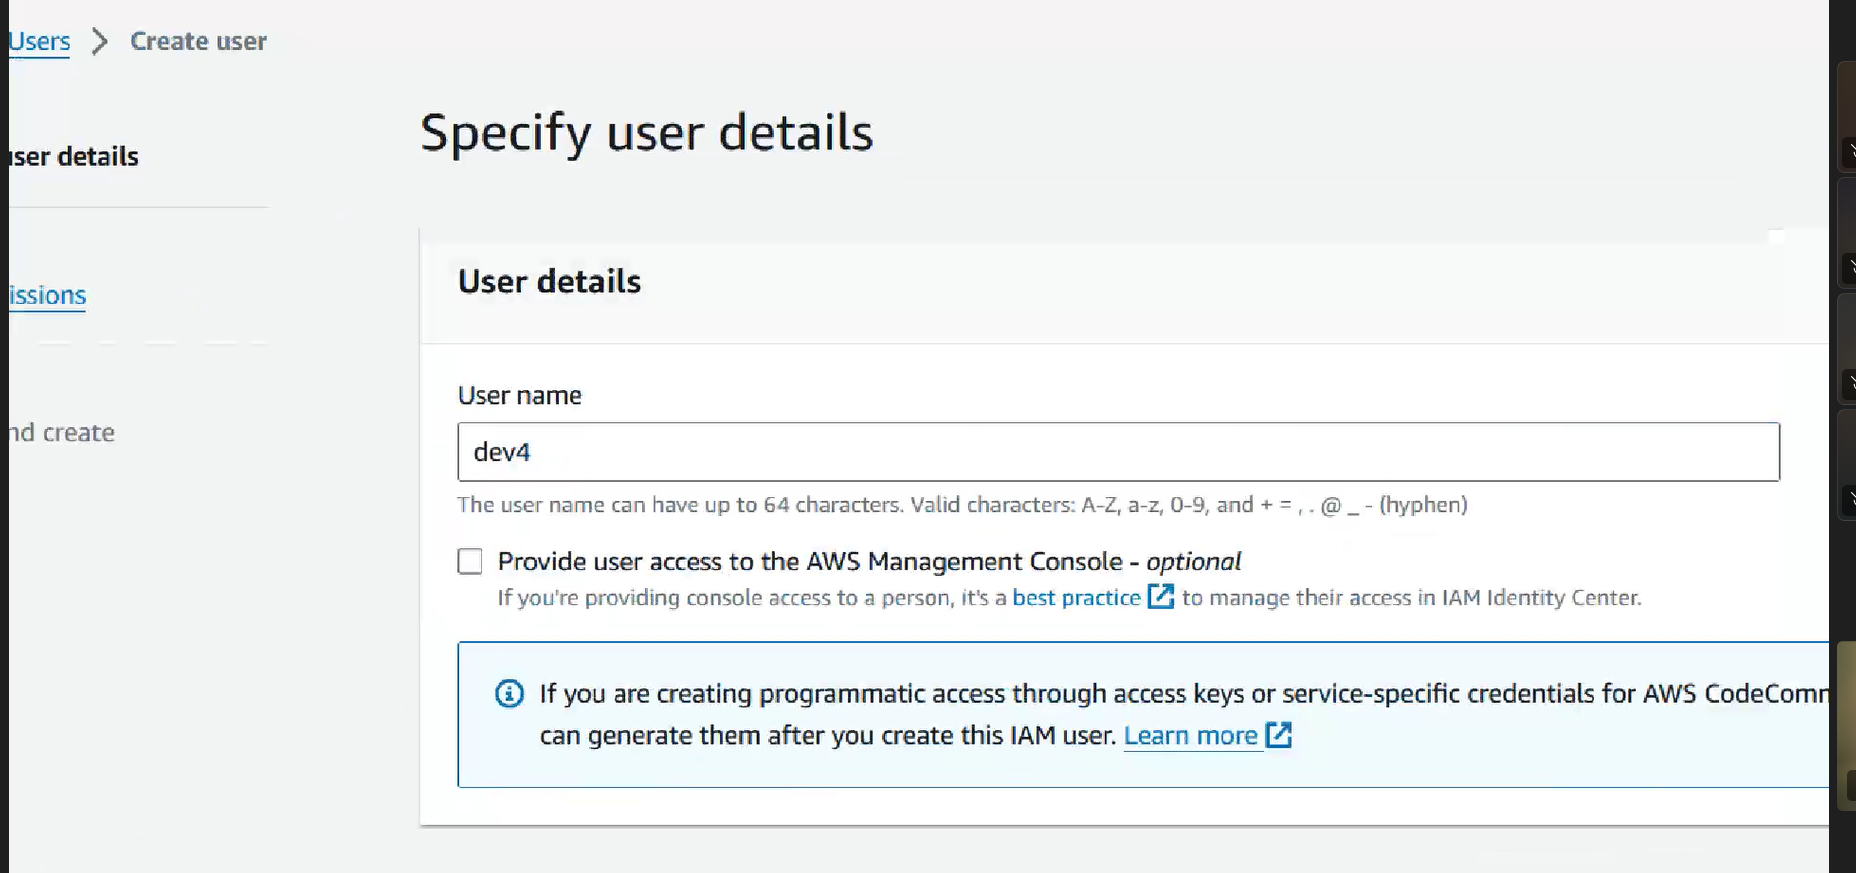 Users > Create user
user details
Specify user details
User details
issions
User name
nd create
dev4
The user name can have up to 64 characters. Valid characters: A-Z, a-z, 0-9, and + = , . @ _ - (hyphen)
Provide user access to the AWS Management Console - optional
If you're providing console access to a person, it's a best practice to manage their access in IAM Identity Center.
If you are creating programmatic access through access keys or service-specific credentials for AWS CodeComm
can generate them after you create this IAM user. Learn more